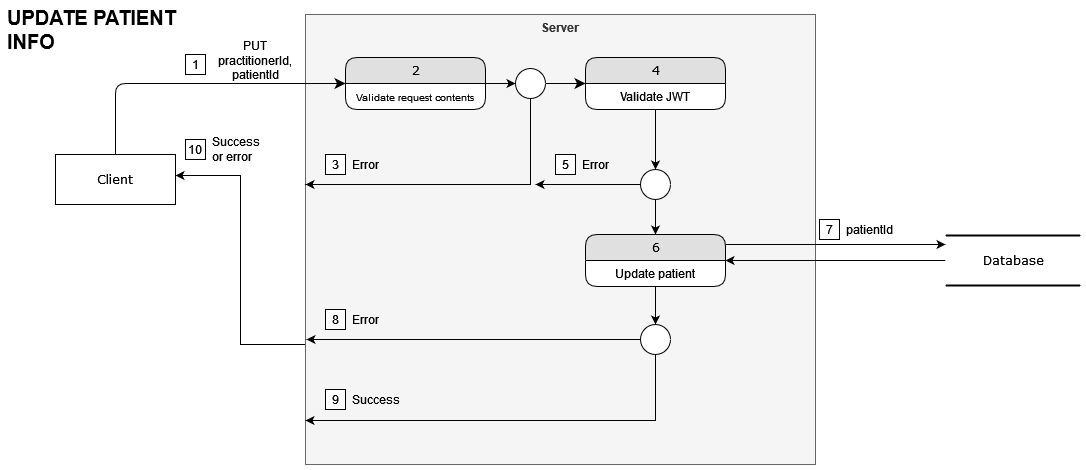 UPDATE PATIENT
INFO
Server
1
PUT
practitionerId,
patientId
2
Validate request contents
4
Validate JWT
10
Success
or error
Client
3 Error
5 Error
6
Update patient
7 patientId
Database
8 Error
9 Success